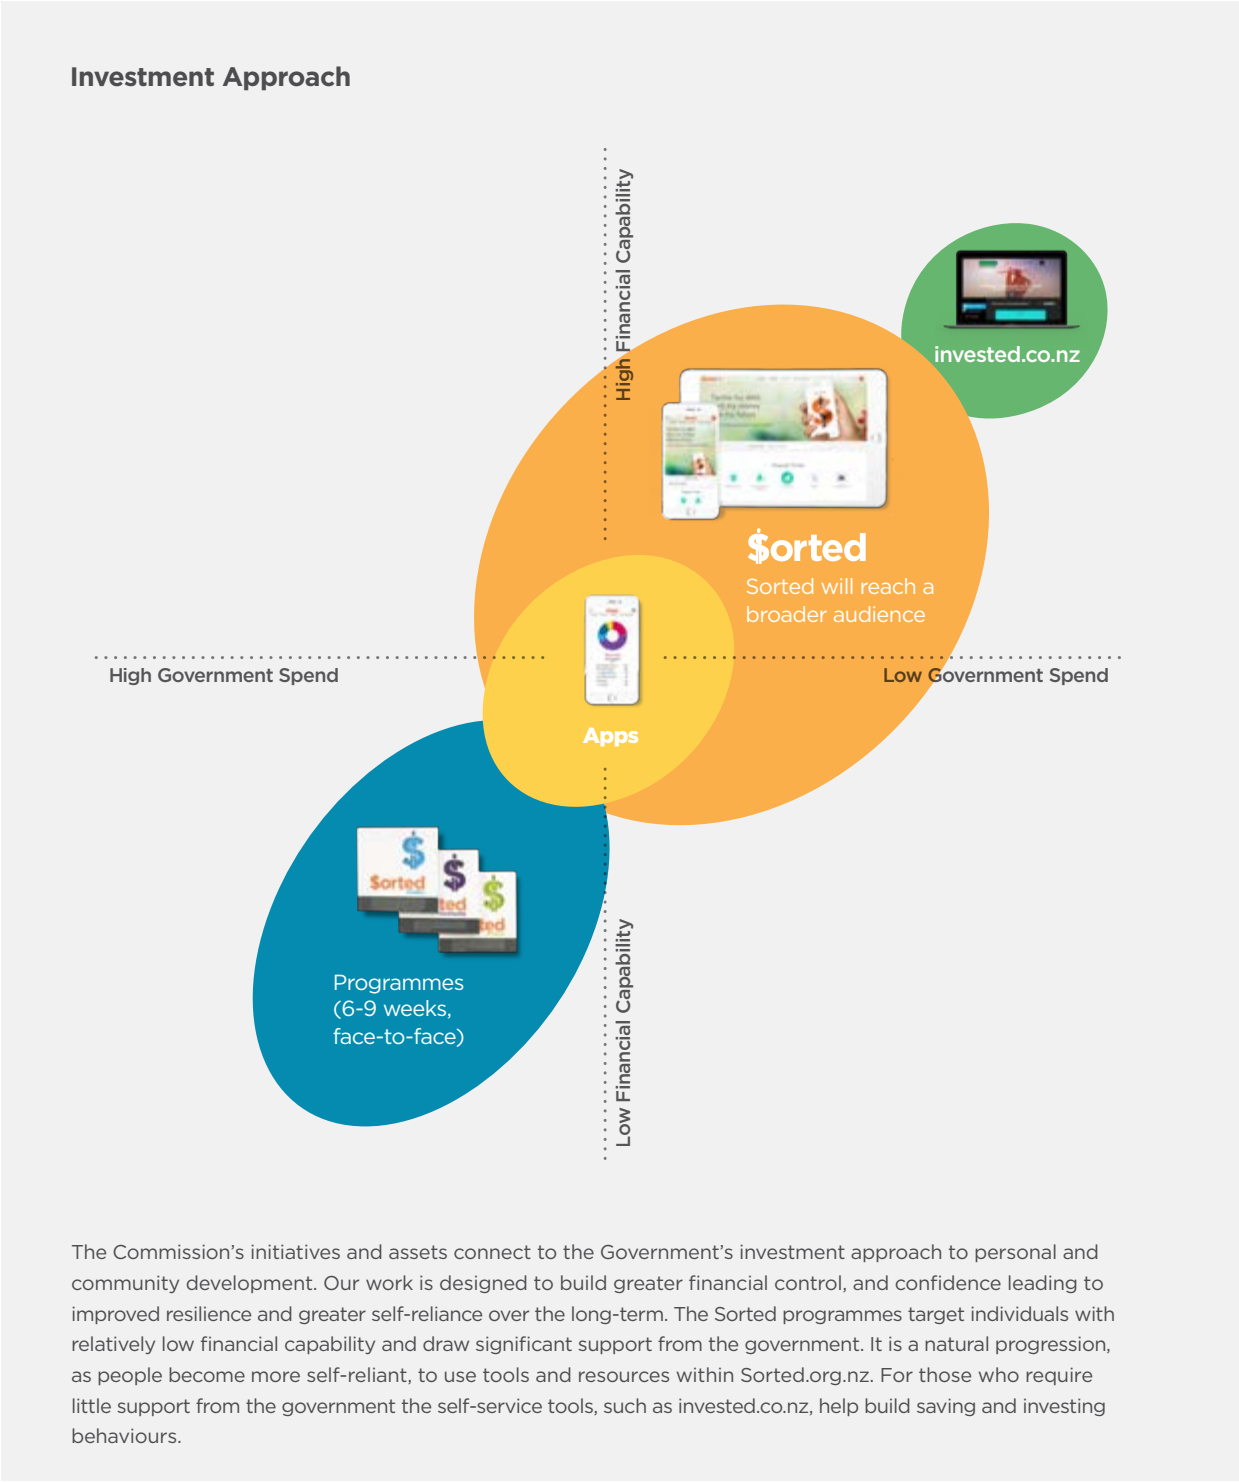 Investment Approach
High Financial Capability
invested.co.nz
$orted
Sorted will reach a
broader audience
High Government Spend
Low Government Spend
Apps
$orted
ted
ted
Programmes
(6-9 weeks,
face-to-face)
Low Financial Capability
The Commission’s initiatives and assets connect to the Government’s investment approach to personal and
community development. Our work is designed to build greater financial control, and confidence leading to
improved resilience and greater self-reliance over the long-term. The Sorted programmes target individuals with
relatively low financial capability and draw significant support from the government. It is a natural progression,
as people become more self-reliant, to use tools and resources within Sorted.org.nz. For those who require
little support from the government the self-service tools, such as invested.co.nz, help build saving and investing
behaviours.